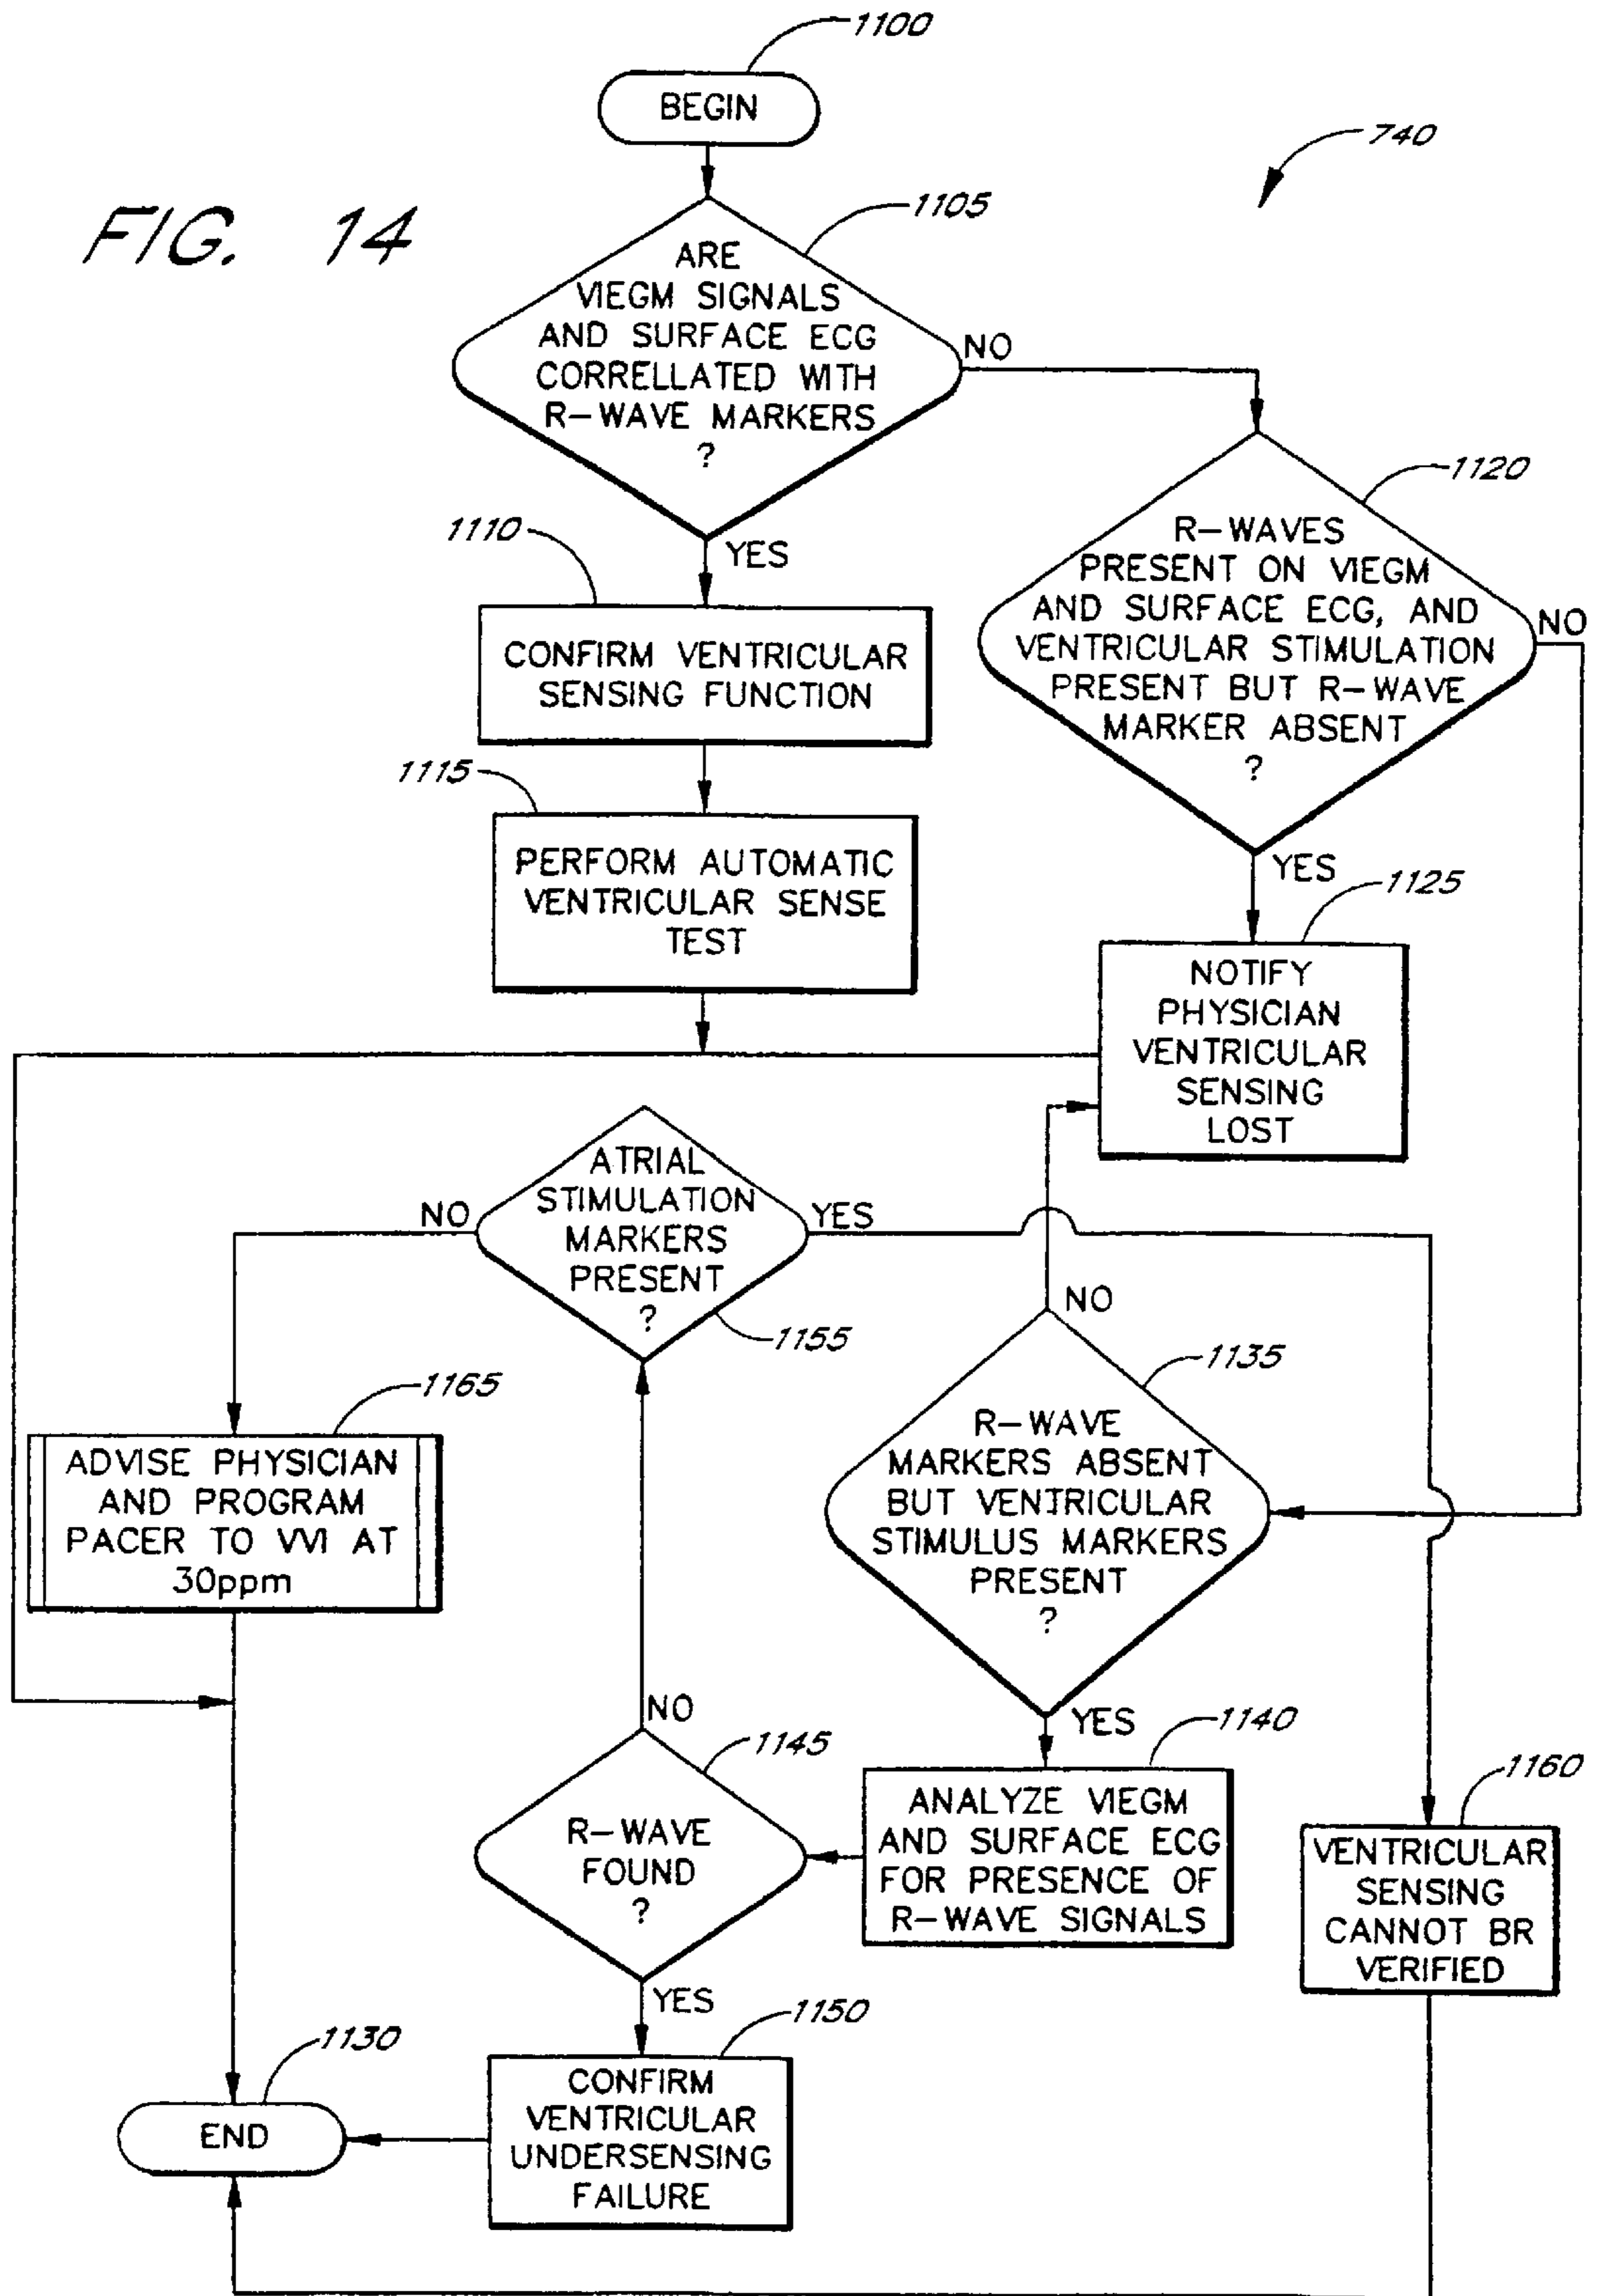 1100
BEGIN
740
FIG. 14
1105
ARE
VIEGM SIGNALS
AND SURFACE ECG
CORRELLATED WITH
R-WAVE MARKERS
?
NO
YES
1120
R-WAVES
PRESENT ON VIEGM
AND SURFACE ECG, AND
VENTRICULAR STIMULATION
PRESENT BUT R-WAVE
MARKER ABSENT
?
NO
YES
1110
CONFIRM VENTRICULAR
SENSING FUNCTION
1115
PERFORM AUTOMATIC
VENTRICULAR SENSE
TEST
1125
NOTIFY
PHYSICIAN
VENTRICULAR
SENSING
LOST
ATRIAL
STIMULATION
MARKERS
PRESENT
?
NO
YES
1155
1135
NO
R-WAVE
MARKERS ABSENT
BUT VENTRICULAR
STIMULUS MARKERS
PRESENT
?
YES
1165
ADVISE PHYSICIAN
AND PROGRAM
PACER TO VVI AT
30ppm
1140
ANALYZE VIEGM
AND SURFACE ECG
FOR PRESENCE OF
R-WAVE SIGNALS
NO
1145
R-WAVE
FOUND
?
YES
1160
VENTRICULAR
SENSING
CANNOT BR
VERIFIED
1150
CONFIRM
VENTRICULAR
UNDERSENSING
FAILURE
1130
END